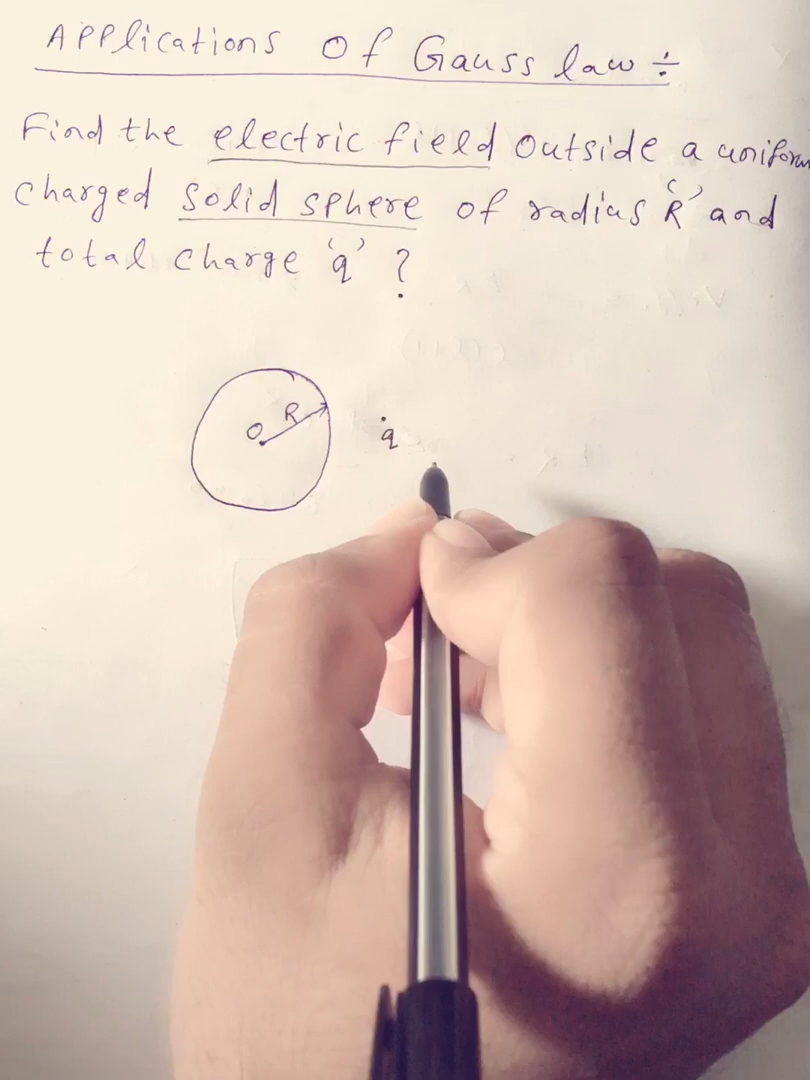 Applications of Gauss law ÷
Find the electric field outside a uniform
charged solid sphere of radius 'R' and
total charge 'q' ?
R
O
q